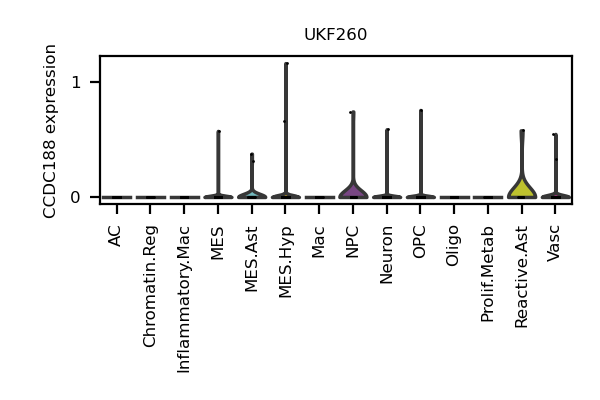 UKF260
CCDC188 expression
1
0
AC
Chromatin.Reg
Inflammatory.Mac
MES
MES.Ast
MES.Hyp
Mac
NPC
Neuron
OPC
Oligo
Prolif.Metab
Reactive.Ast
Vasc